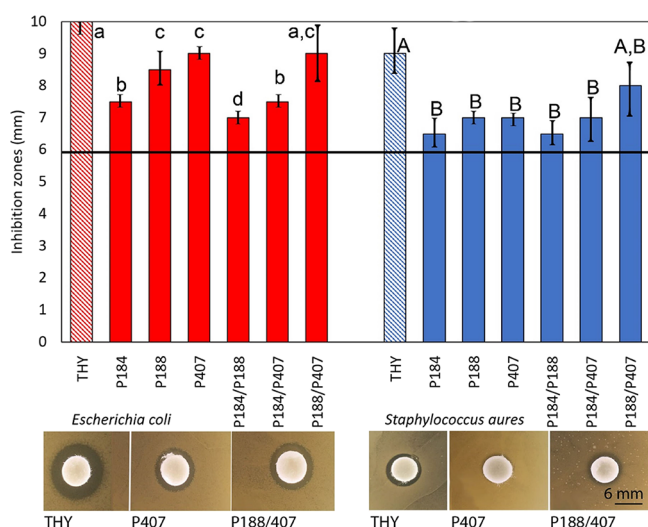 Inhibition zones (mm)
10
9
8
7
6
5
4
3
2
1
0
a
b
c
c
d
b
a,c
A
B
B
B
B
B
A,B
THY
P184
P188
P407
P184/P188
P184/P407
P188/P407
THY
P184
P188
P407
P184/P188
P184/P407
P188/P407
Escherichia coli
Staphylococcus aures
6 mm
THY
P407
P188/407
THY
P407
P188/407